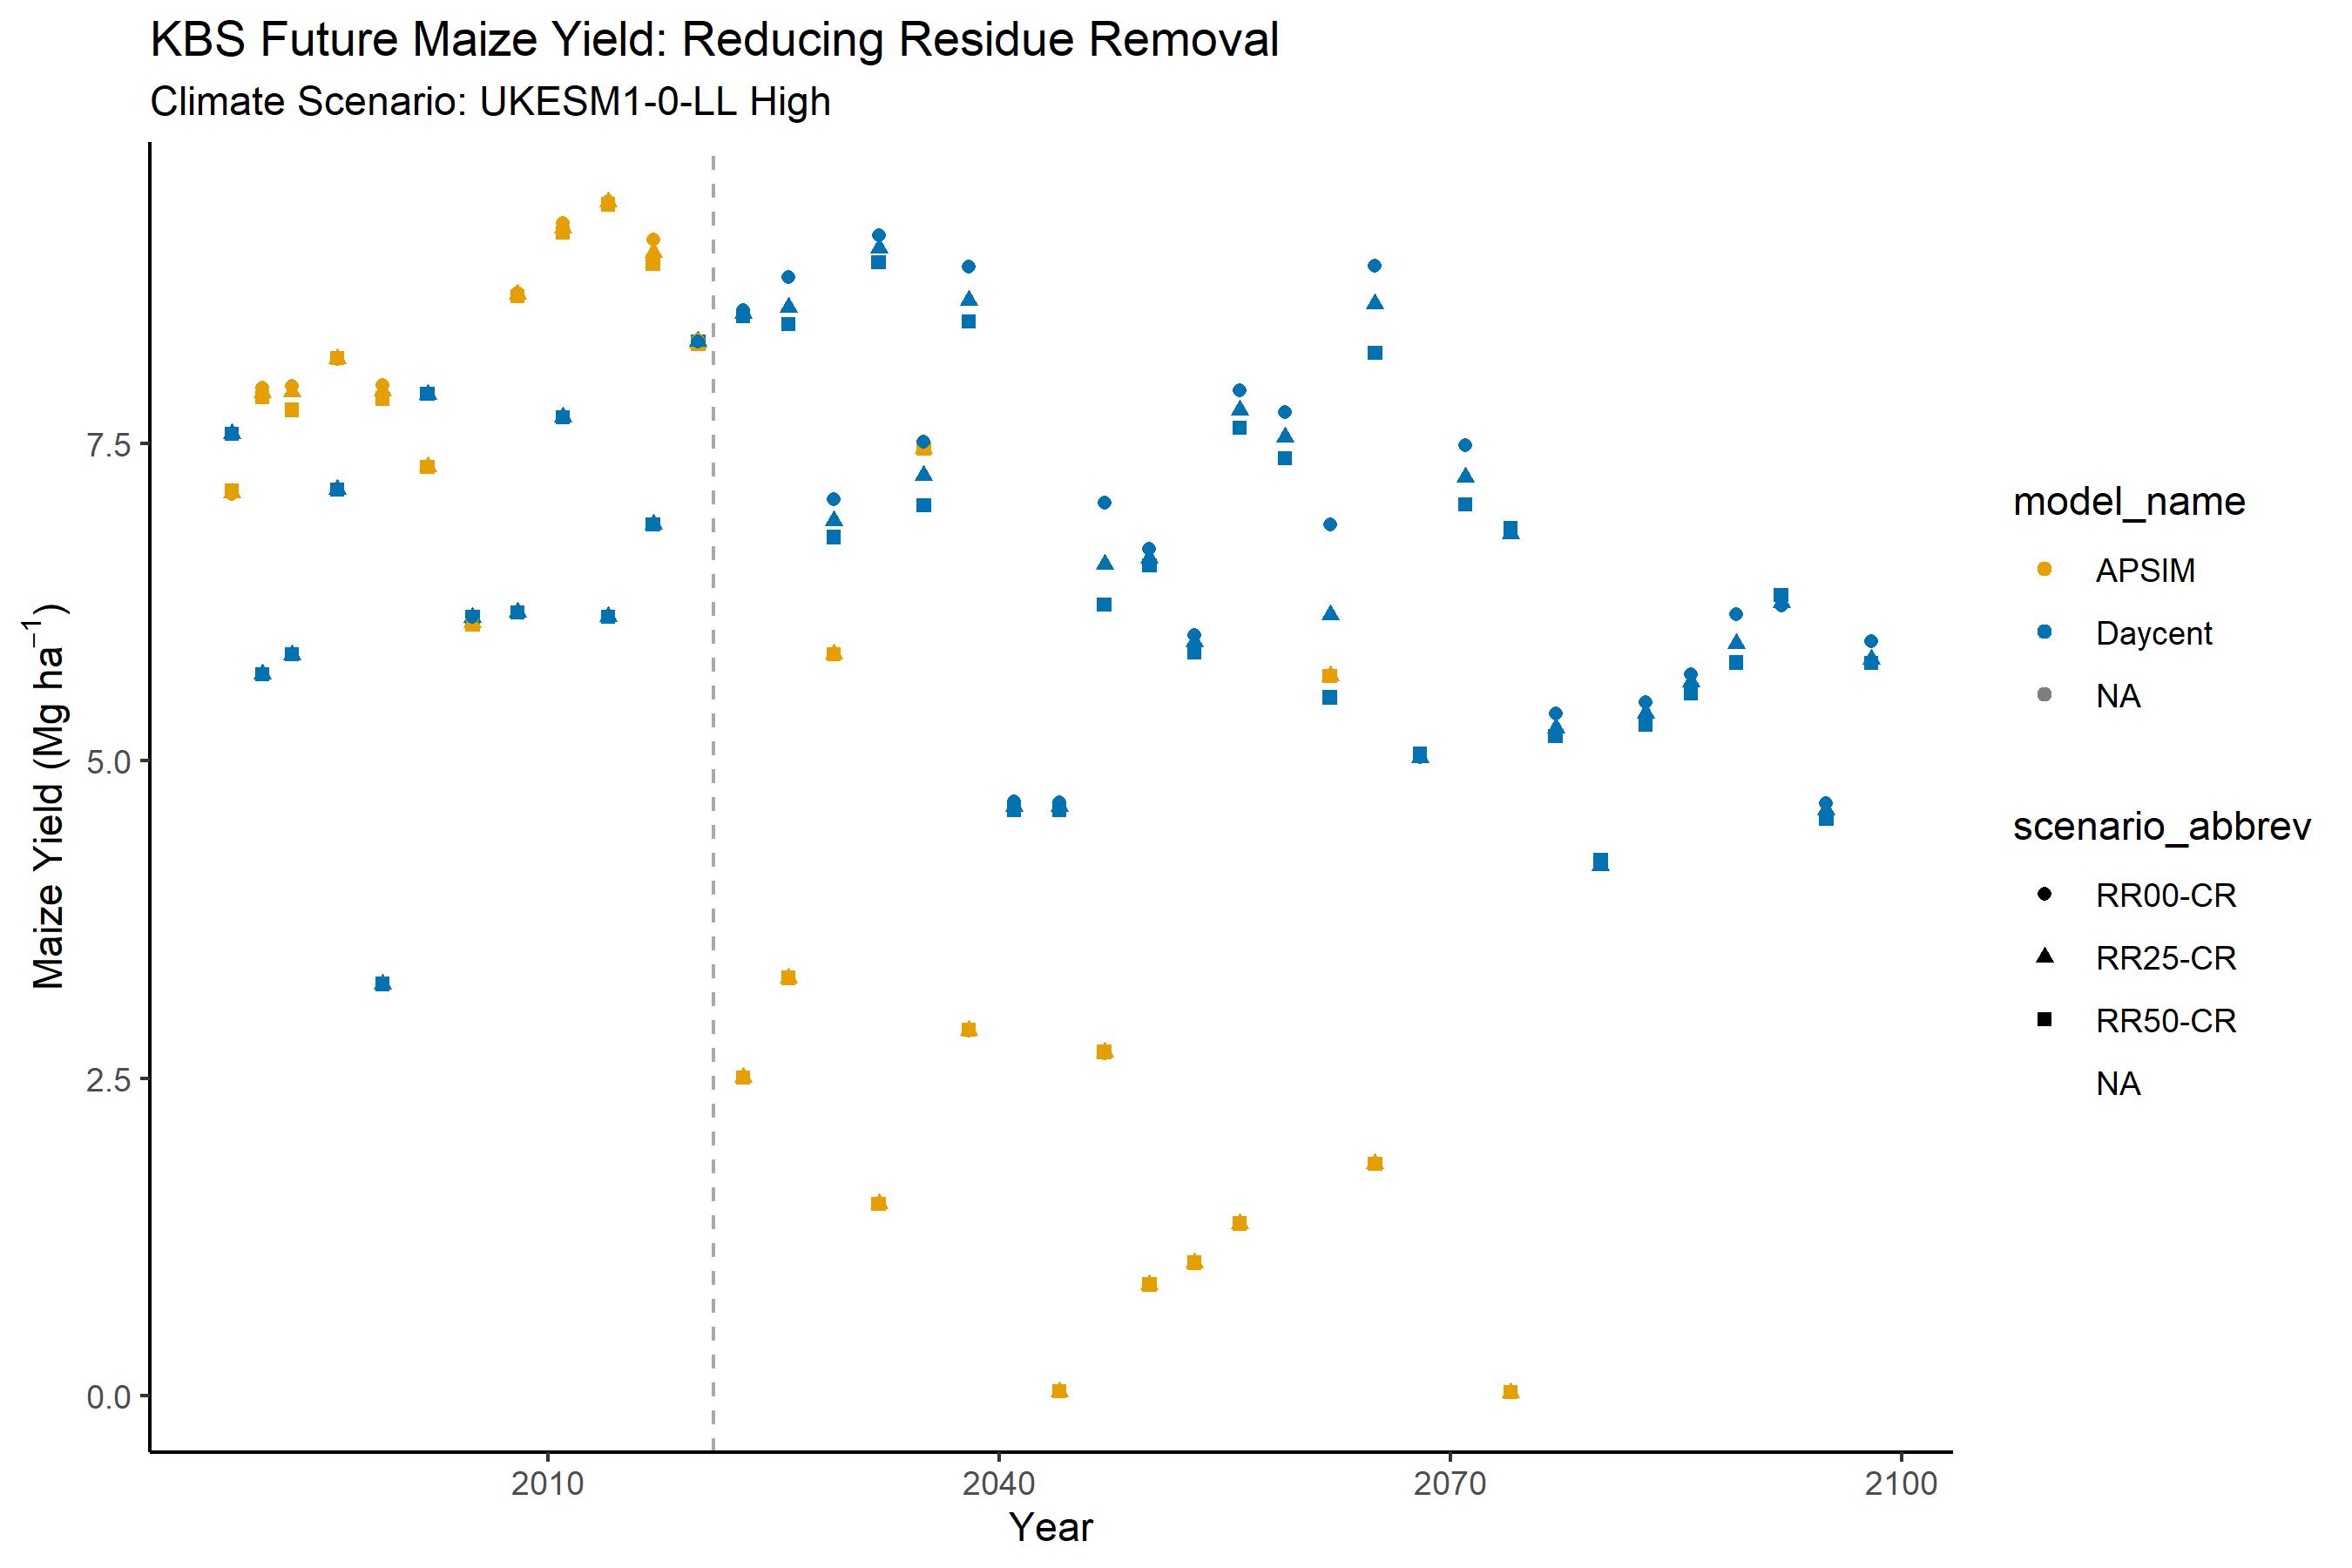 KBS Future Maize Yield: Reducing Residue Removal
Climate Scenario: UKESM1-0-LL High
Maize Yield (Mg ha⁻¹)
7.5
5.0
2.5
0.0
2010
2040
2070
2100
Year
model_name
APSIM
Daycent
NA
scenario_abbrev
RR00-CR
RR25-CR
RR50-CR
NA